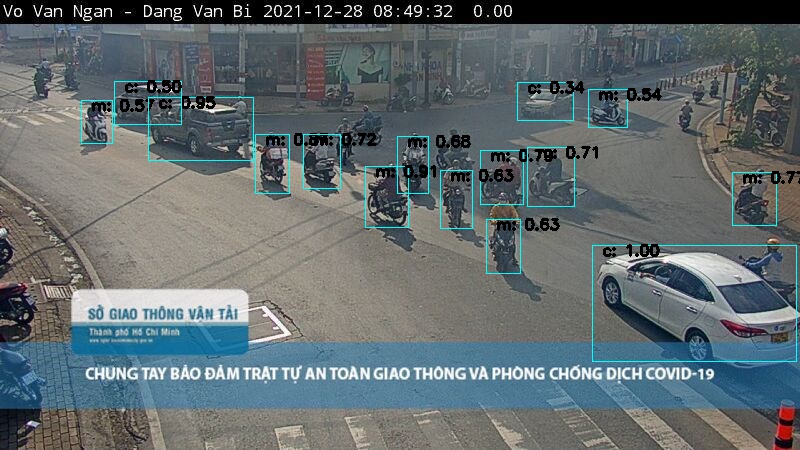 Vo Van Ngan - Dang Van Bi 2021-12-28 08:49:32 0.00
c: 0.50
c: 0.34
m: 0.57
c: 0.95
m: 0.54
m: 0.72
m: 0.68
m: 0.79
0.71
m: 0.91
m: 0.63
m: 0.77
m: 0.63
c: 1.00
SỞ GIAO THÔNG VẬN TẢI
Thành phố Hồ Chí Minh
CHUNG TAY BẢO ĐẢM TRẬT TỰ AN TOÀN GIAO THÔNG VÀ PHÒNG CHỐNG DỊCH COVID-19